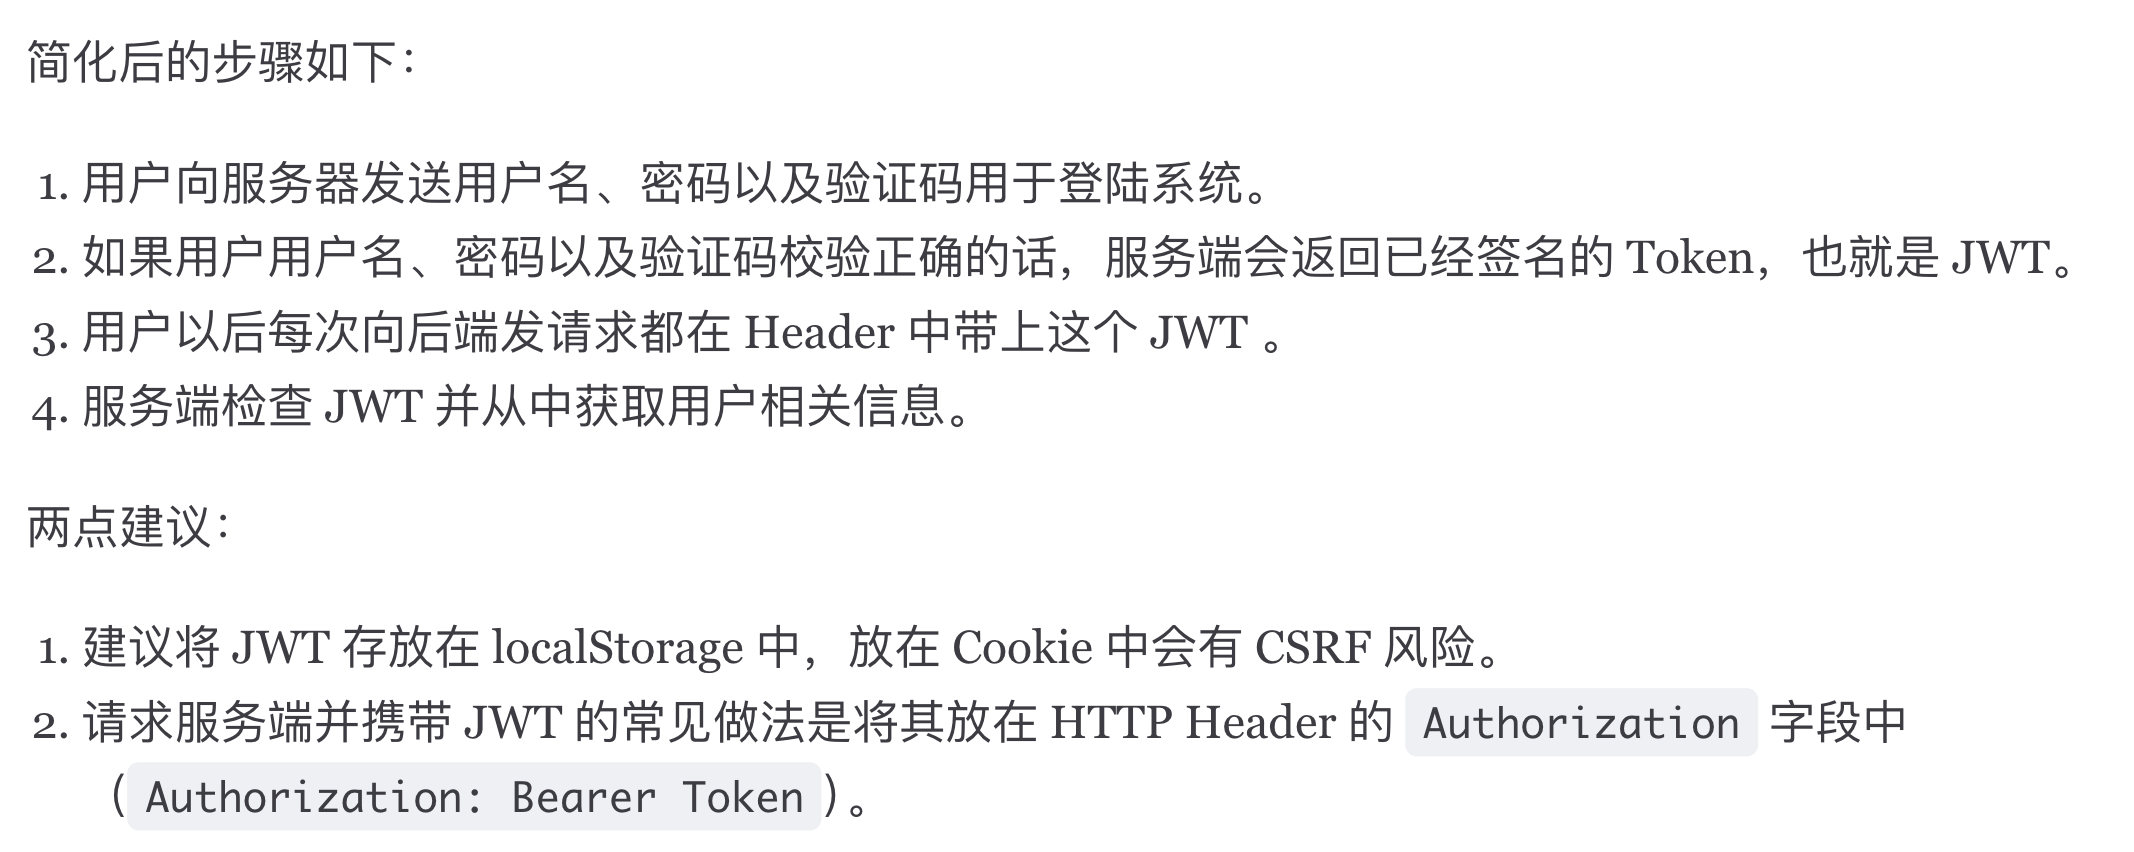 简化后的步骤如下：
1. 用户向服务器发送用户名、密码以及验证码用于登陆系统。
2. 如果用户用户名、密码以及验证码校验正确的话，服务端会返回已经签名的 Token，也就是 JWT。
3. 用户以后每次向后端发请求都在 Header 中带上这个 JWT 。
4. 服务端检查 JWT 并从中获取用户相关信息。
两点建议：
1. 建议将 JWT 存放在 localStorage 中，放在 Cookie 中会有 CSRF 风险。
2. 请求服务端并携带 JWT 的常见做法是将其放在 HTTP Header 的 Authorization 字段中
（Authorization: Bearer Token）。